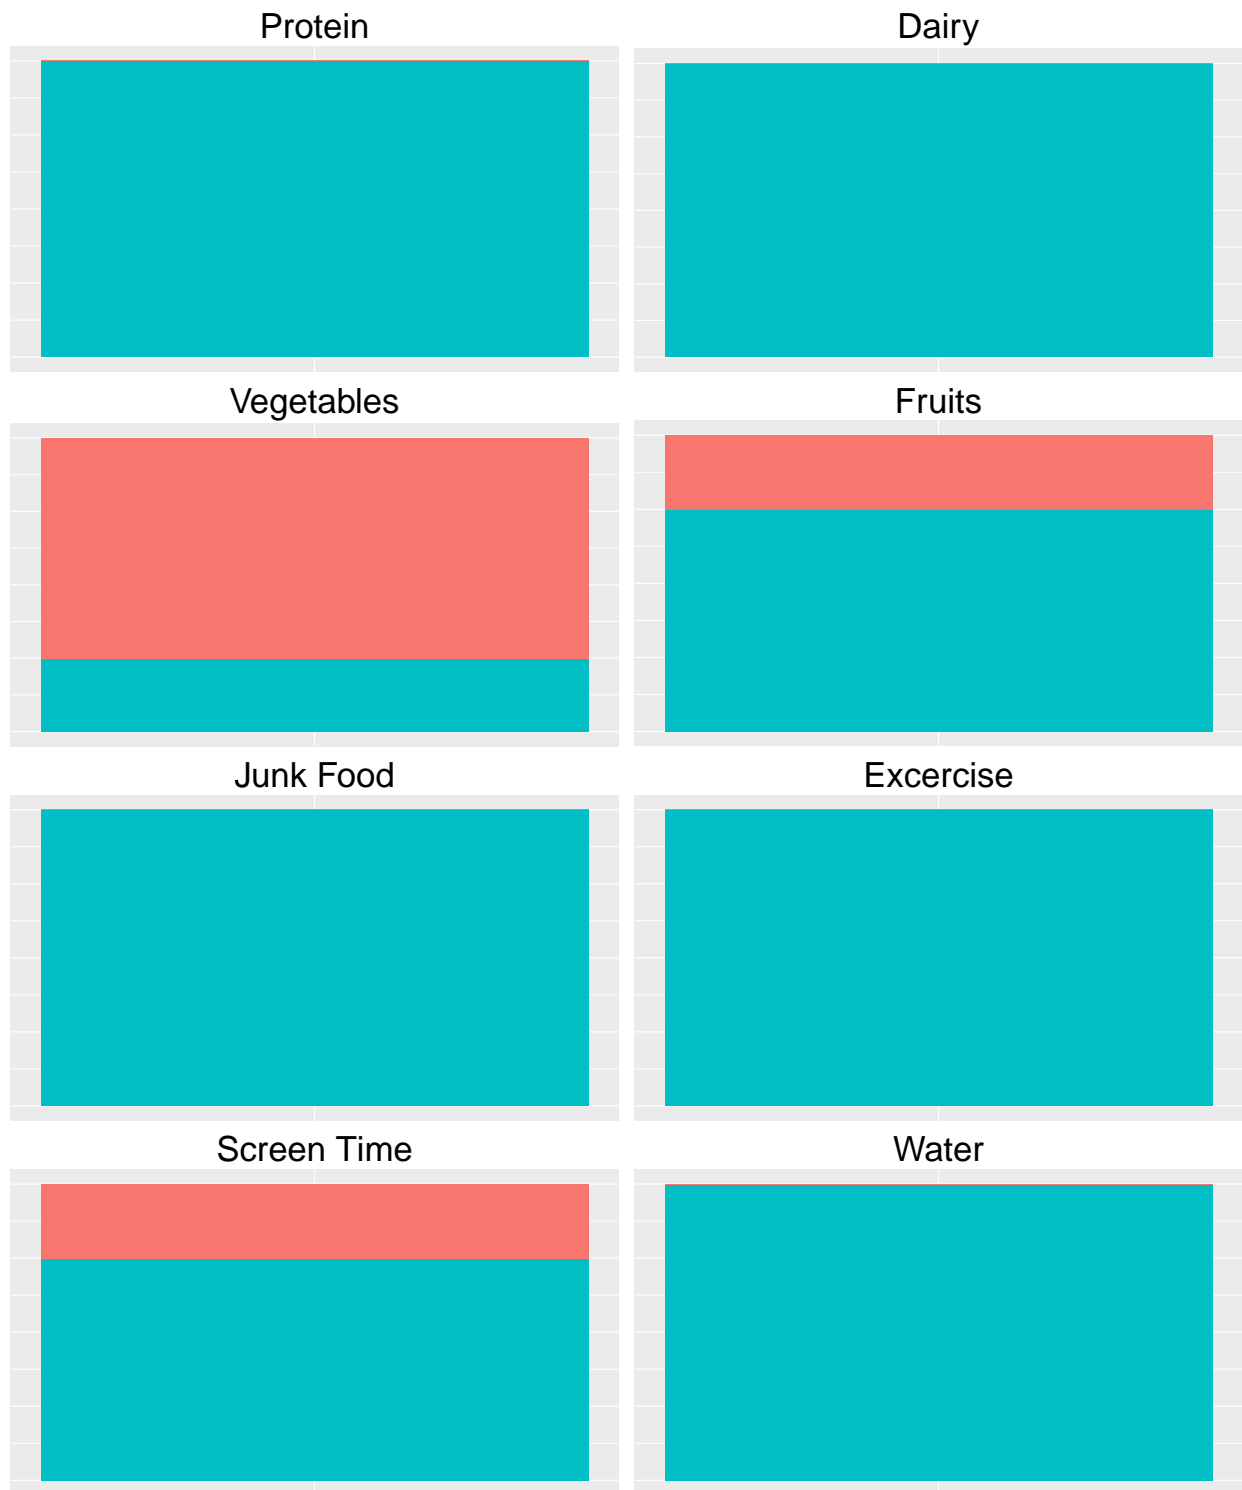 Protein
Dairy
Vegetables
Fruits
Junk Food
Excercise
Screen Time
Water